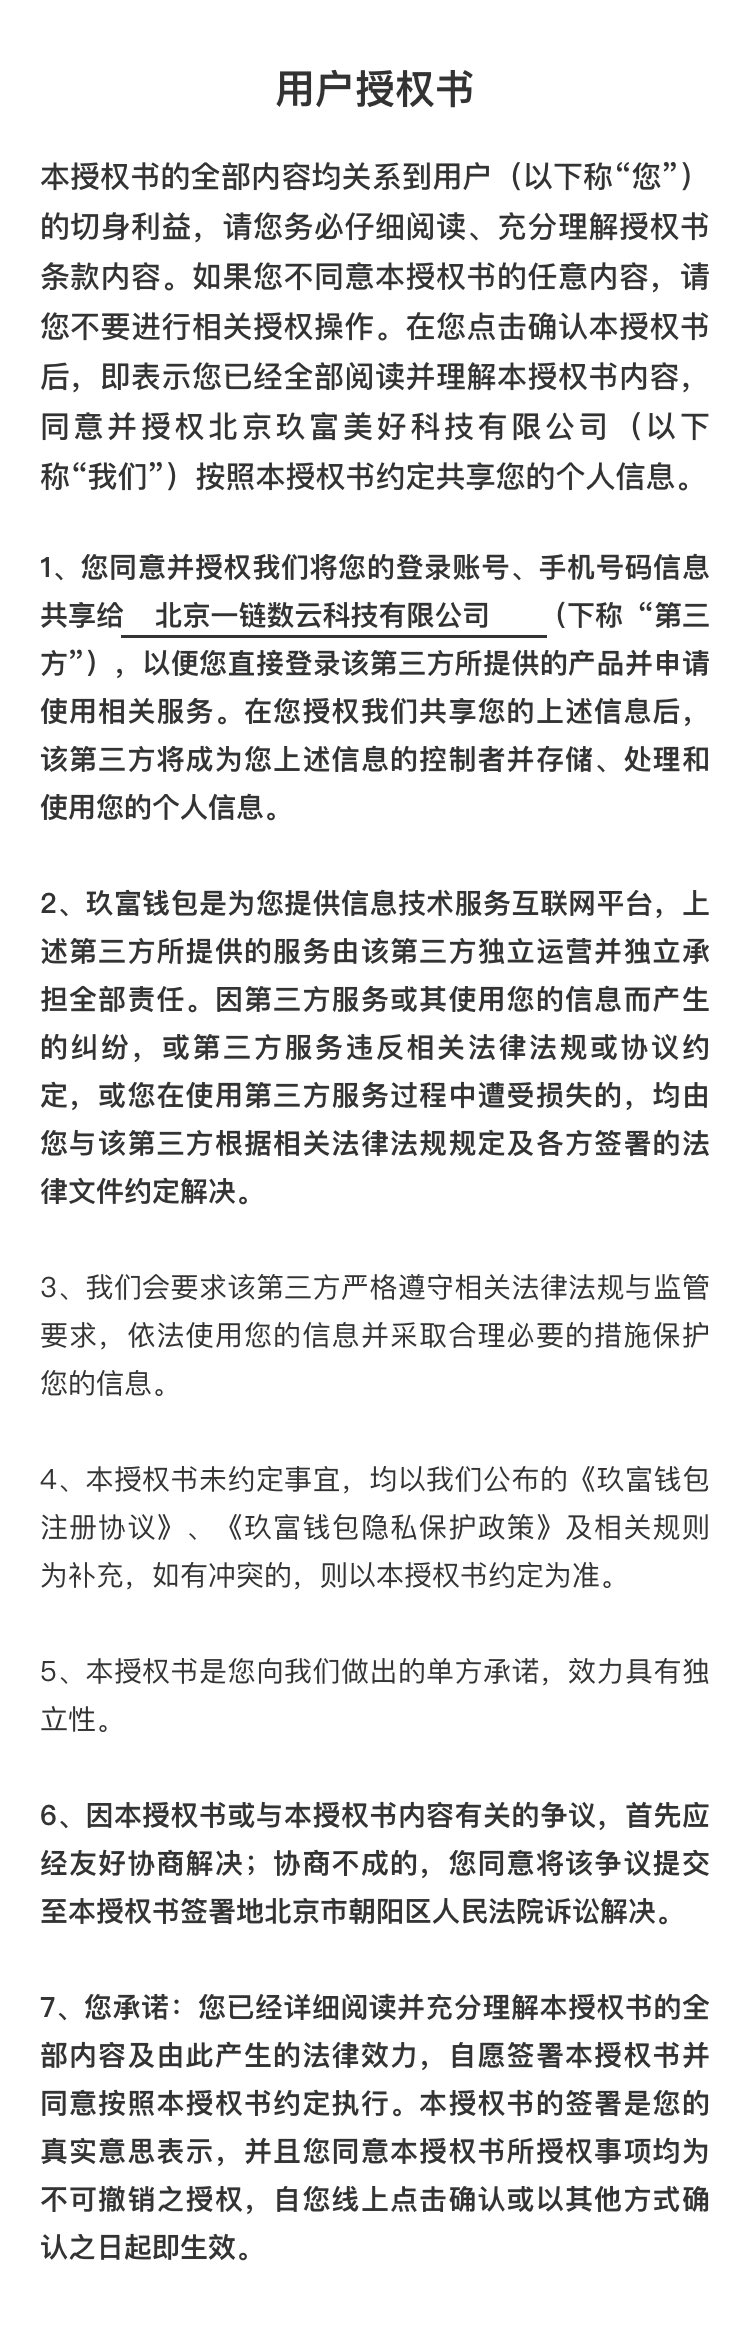 用户授权书
本授权书的全部内容均关系到用户（以下称“您”）
的切身利益，请您务必仔细阅读、充分理解授权书
条款内容。如果您不同意本授权书的任意内容，请
您不要进行相关授权操作。在您点击确认本授权书
后，即表示您已经全部阅读并理解本授权书内容，
同意并授权北京玖富美好科技有限公司（以下
称“我们”）按照本授权书约定共享您的个人信息。
1、您同意并授权我们将您的登录账号、手机号码信息
共享给 北京一链数云科技有限公司 （下称 “第三
方”），以便您直接登录该第三方所提供的产品并申请
使用相关服务。在您授权我们共享您的上述信息后，
该第三方将成为您上述信息的控制者并存储、处理和
使用您的个人信息。
2、玖富钱包是为您提供信息技术服务互联网平台，上
述第三方所提供的服务由该第三方独立运营并独立承
担全部责任。因第三方服务或其使用您的信息而产生
的纠纷，或第三方服务违反相关法律法规或协议约
定，或您在使用第三方服务过程中遭受损失的，均由
您与该第三方根据相关法律法规规定及各方签署的法
律文件约定解决。
3、我们会要求该第三方严格遵守相关法律法规与监管
要求，依法使用您的信息并采取合理必要的措施保护
您的信息。
4、本授权书未约定事宜，均以我们公布的《玖富钱包
注册协议》、《玖富钱包隐私保护政策》及相关规则
为补充，如有冲突的，则以本授权书约定为准。
5、本授权书是您向我们做出的单方承诺，效力具有独
立性。
6、因本授权书或与本授权书内容有关的争议，首先应
经友好协商解决；协商不成的，您同意将该争议提交
至本授权书签署地北京市朝阳区人民法院诉讼解决。
7、您承诺：您已经详细阅读并充分理解本授权书的全
部内容及由此产生的法律效力，自愿签署本授权书并
同意按照本授权书约定执行。本授权书的签署是您的
真实意思表示，并且您同意本授权书所授权事项均为
不可撤销之授权，自您线上点击确认或以其他方式确
认之日起即生效。